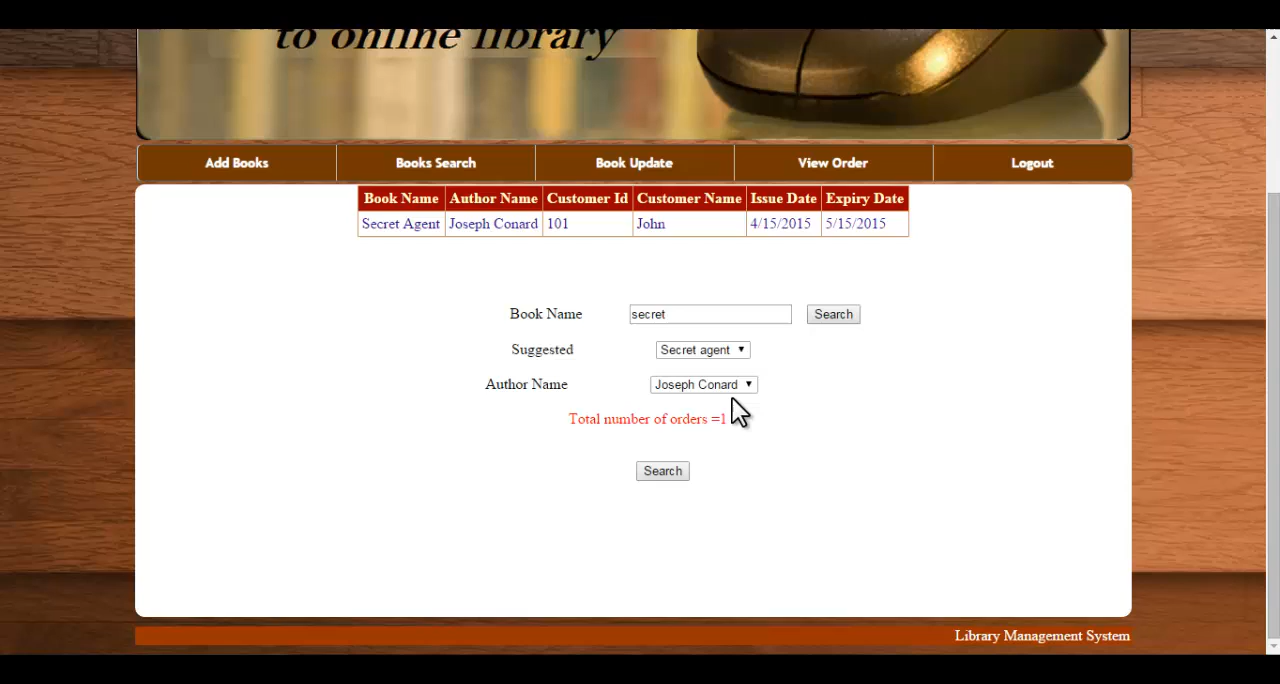 to online library
Add Books Books Search Book Update View Order Logout
Book Name Author Name Customer Id Customer Name Issue Date Expiry Date
Secret Agent Joseph Conard 101 John 4/15/2015 5/15/2015
Book Name secret Search
Suggested Secret agent
Author Name Joseph Conard
Total number of orders =1
Search
Library Management System